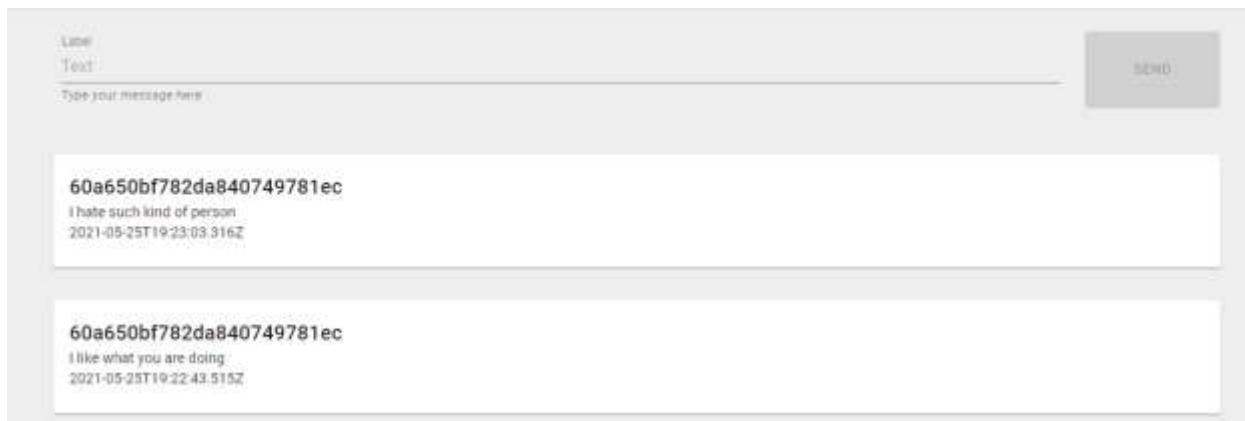 Label
Text
SEND
Type your message here
60a650bf782da840749781ec
I hate such kind of person
2021-05-25T19:23:03.316Z
60a650bf782da840749781ec
I like what you are doing
2021-05-25T19:22:43.515Z